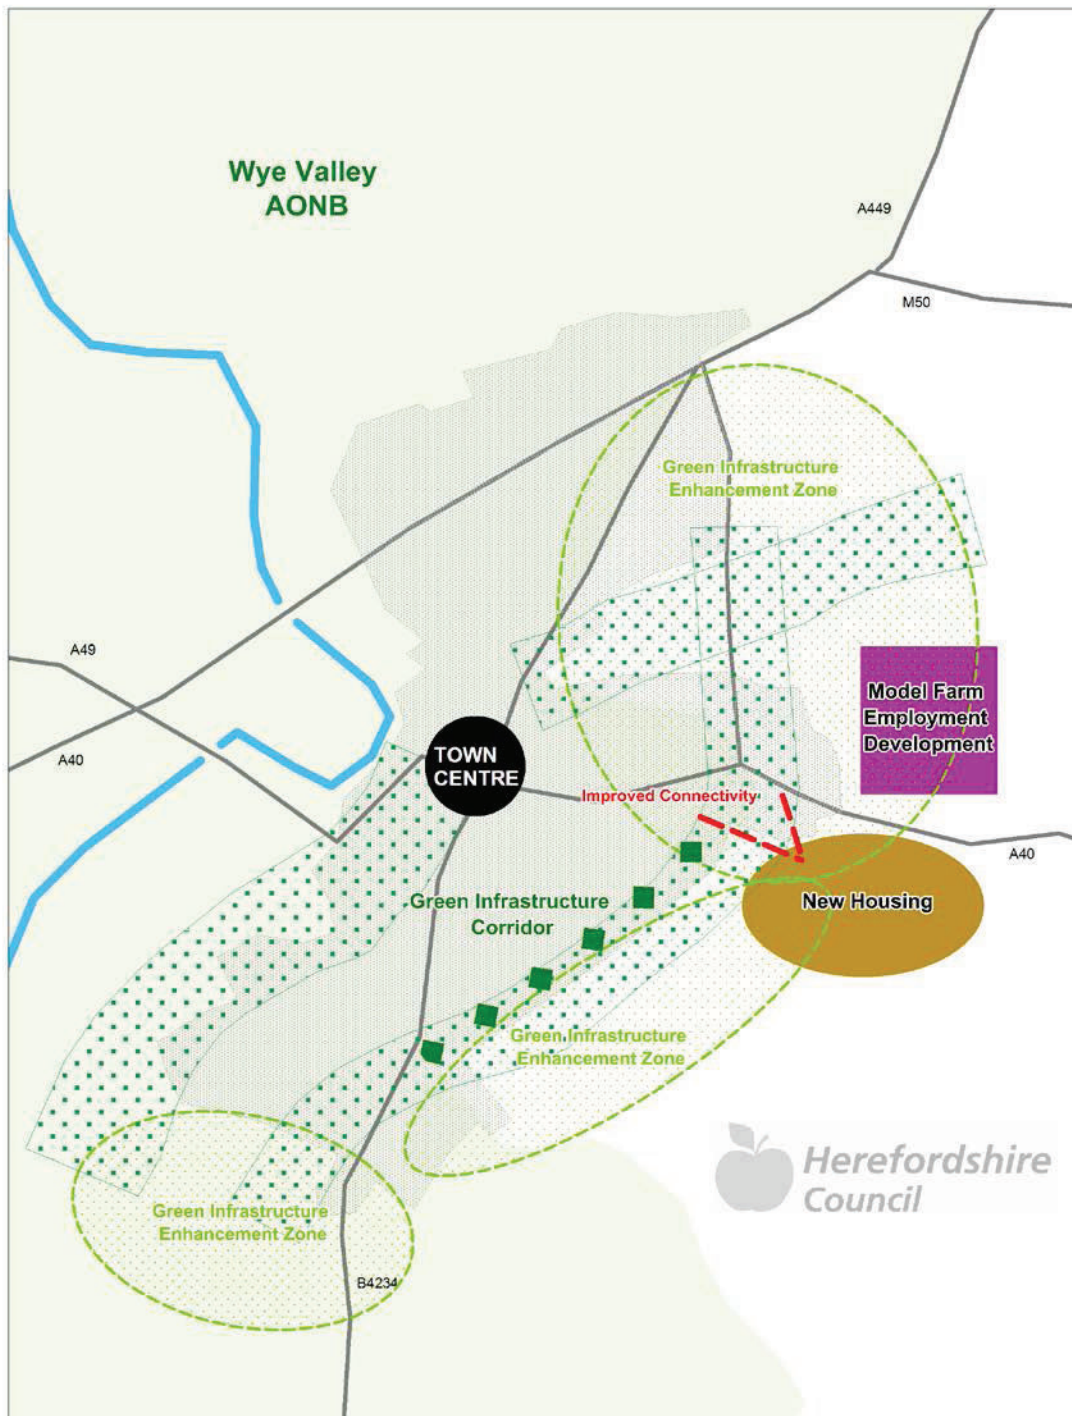 Wye Valley
AONB
A449
M50
Green Infrastructure
Enhancement Zone
A49
A40
Model Farm
Employment
Development
TOWN
CENTRE
Improved Connectivity
A40
New Housing
Green Infrastructure
Corridor
Green Infrastructure
Enhancement Zone
Herefordshire
Council
Green Infrastructure
Enhancement Zone
B4234